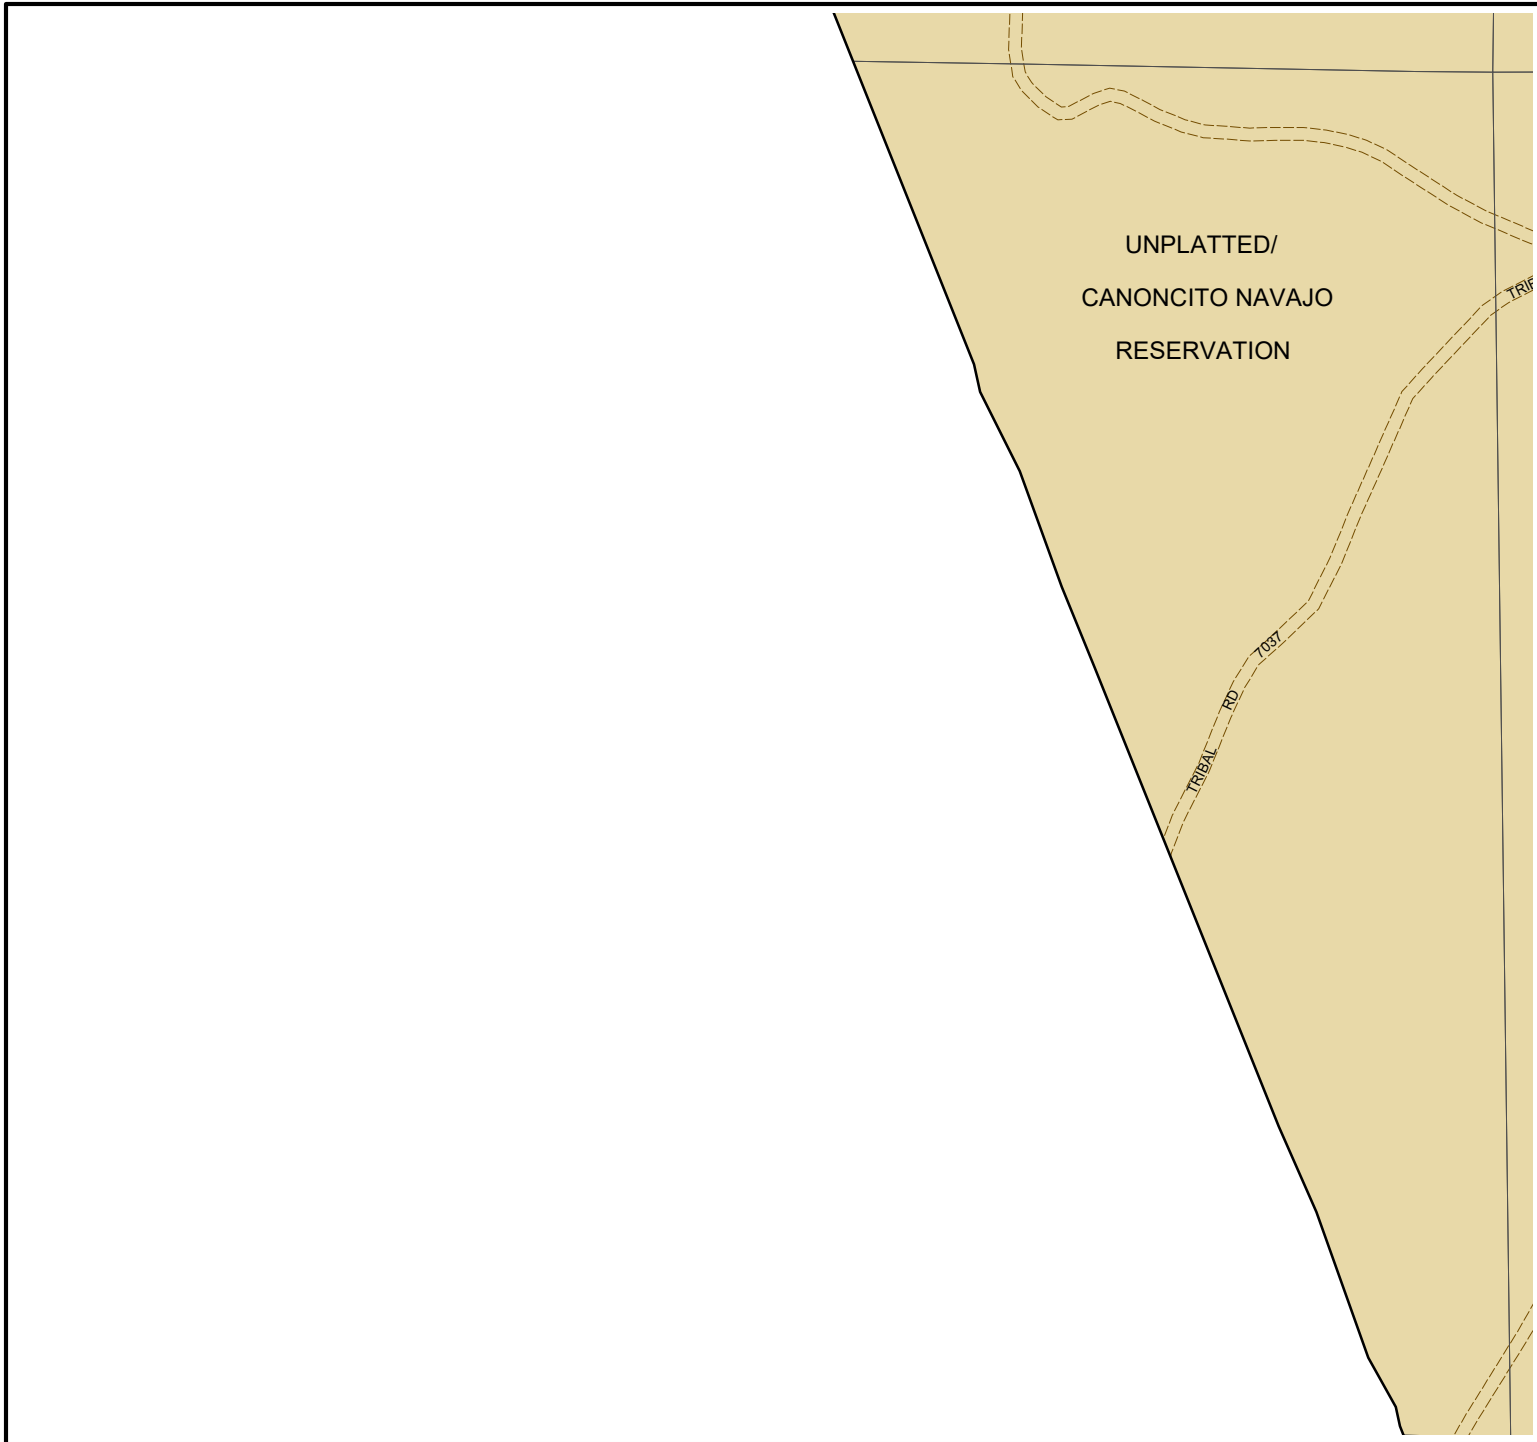 UNPLATTED/
CANONCITO NAVAJO
RESERVATION
TRIBAL RD 7037